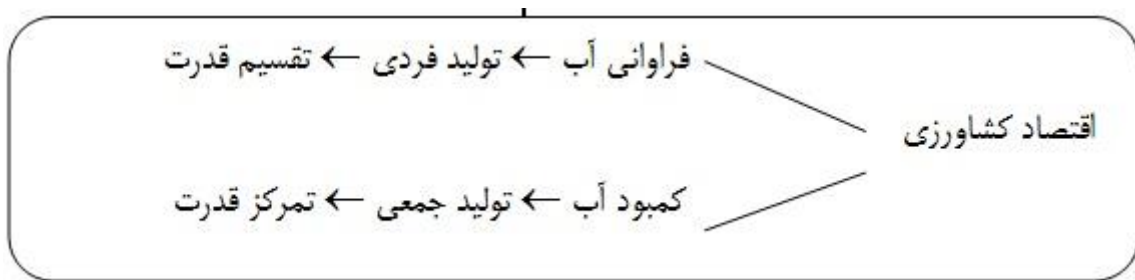 فراوانی آب ← تولید فردی ← تقسیم قدرت
اقتصاد کشاورزی
کمبود آب ← تولید جمعی ← تمرکز قدرت